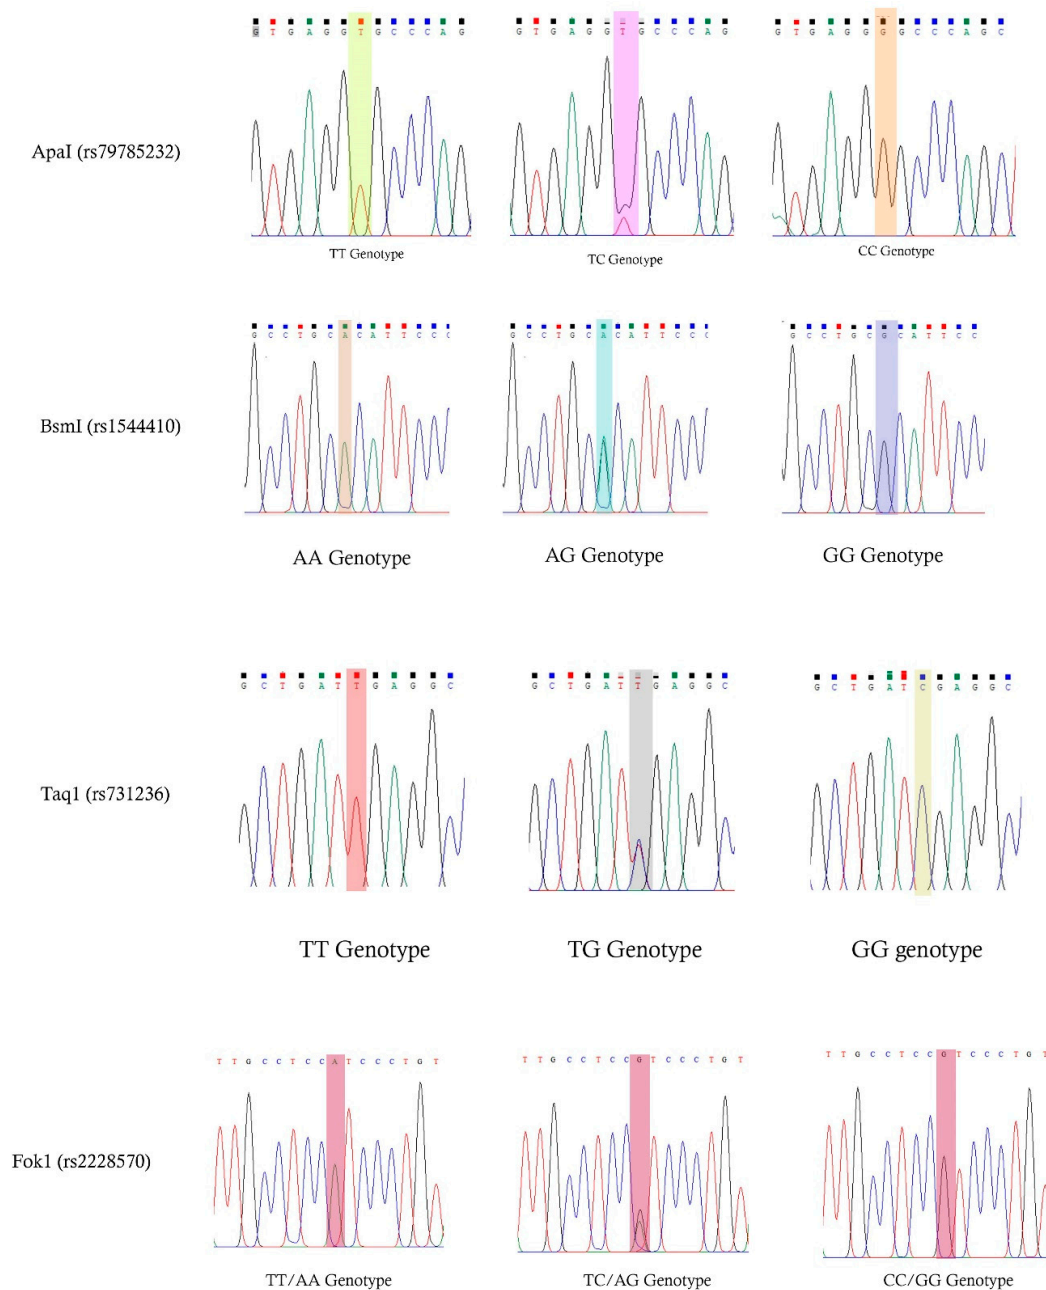 G T G A G G T G C C C A G
G T G A G G T G C C C A G
G T G A G G G G C C C A G C
ApaI (rs79785232)
TT Genotype
TC Genotype
CC Genotype
G C C T G C A C A T T C C C
G C C T G C A C A T T C C C
G C C T G C G C A T T C C
BsmI (rs1544410)
AA Genotype
AG Genotype
GG Genotype
G C T G A T T G A G G C
G C T G A T T G A G G C
G C T G A T C G A G G C
Taq1 (rs731236)
TT Genotype
TG Genotype
GG genotype
T T G C C T C C A T C C C T G T
T T G C C T C C G T C C C T G T
T T G C C T C C G T C C C T G T
Fok1 (rs2228570)
TT/AA Genotype
TC/AG Genotype
CC/GG Genotype